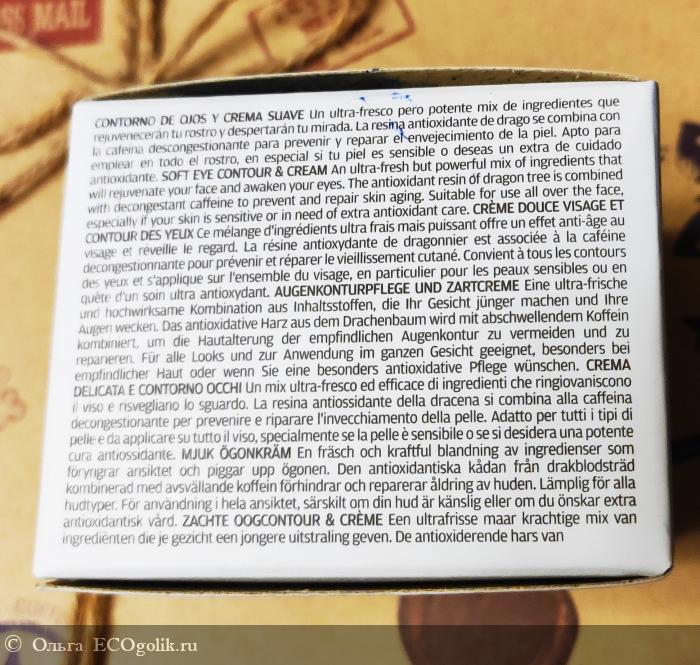 SS MAIL
CONTORNO DE OJOS Y CREMA SUAVE Un ultra-fresco pero potente mix de ingredientes que
rejuvenecerán tu rostro y despertarán tu mirada. La resina antioxidante de drago se combina con
la cafeína descongestionante para prevenir y reparar el envejecimiento de la piel. Apto para
emplear en todo el rostro, en especial si tu piel es sensible o deseas un extra de cuidado
antioxidante. SOFT EYE CONTOUR & CREAM An ultra-fresh but powerful mix of ingredients that
will rejuvenate your face and awaken your eyes. The antioxidant resin of dragon tree is combined
with decongestant caffeine to prevent and repair skin aging. Suitable for use all over the face,
especially if your skin is sensitive or in need of extra antioxidant care. CRÈME DOUCE VISAGE ET
CONTOUR DES YEUX Ce mélange d'ingrédients ultra frais mais puissant offre un effet anti-âge au
visage et réveille le regard. La résine antioxydante de dragonnier est associée à la caféine
décongestionnante pour prévenir et réparer le vieillissement cutané. Convient à tous les contours
des yeux et s'applique sur l'ensemble du visage, en particulier pour les peaux sensibles ou en
quête d'un soin ultra antioxydant. AUGENKONTURPFLEGE UND ZARTCREME Eine ultra-frische
und hochwirksame Kombination aus Inhaltsstoffen, die Ihr Gesicht jünger machen und Ihre
Augen wecken. Das antioxidative Harz aus dem Drachenbaum wird mit abschwellendem Koffein
kombiniert, um die Hautalterung der empfindlichen Augenkontur zu vermeiden und zu
reparieren. Für alle Looks und zur Anwendung im ganzen Gesicht geeignet, besonders bei
empfindlicher Haut oder wenn Sie eine besonders antioxidative Pflege wünschen. CREMA
DELICATA E CONTORNO OCCHI Un mix ultra-fresco ed efficace di ingredienti che ringiovaniscono
il viso e risvegliano lo sguardo. La resina antiossidante della dracena si combina alla caffeina
decongestionante per prevenire e riparare l'invecchiamento della pelle. Adatto per tutti i tipi di
pelle e da applicare su tutto il viso, specialmente se la pelle è sensibile o se si desidera una potente
cura antiossidante. MJUK ÖGONKRÄM En fräsch och kraftful blandning av ingredienser som
föryngrar ansiktet och piggar upp ögonen. Den antioxidantiska kådan från drakblodsträd
kombinerad med avsvällande koffein förhindrar och reparerar åldring av huden. Lämplig för alla
hudtyper. För användning i hela ansiktet, särskilt om din hud är känslig eller om du önskar extra
antioxidantisk vård. ZACHTE OOGCONTOUR & CRÈME Een ultrafrisse maar krachtige mix van
ingrediënten die je gezicht een jongere uitstraling geven. De antioxiderende hars van
© Ольга ECOgolik.ru